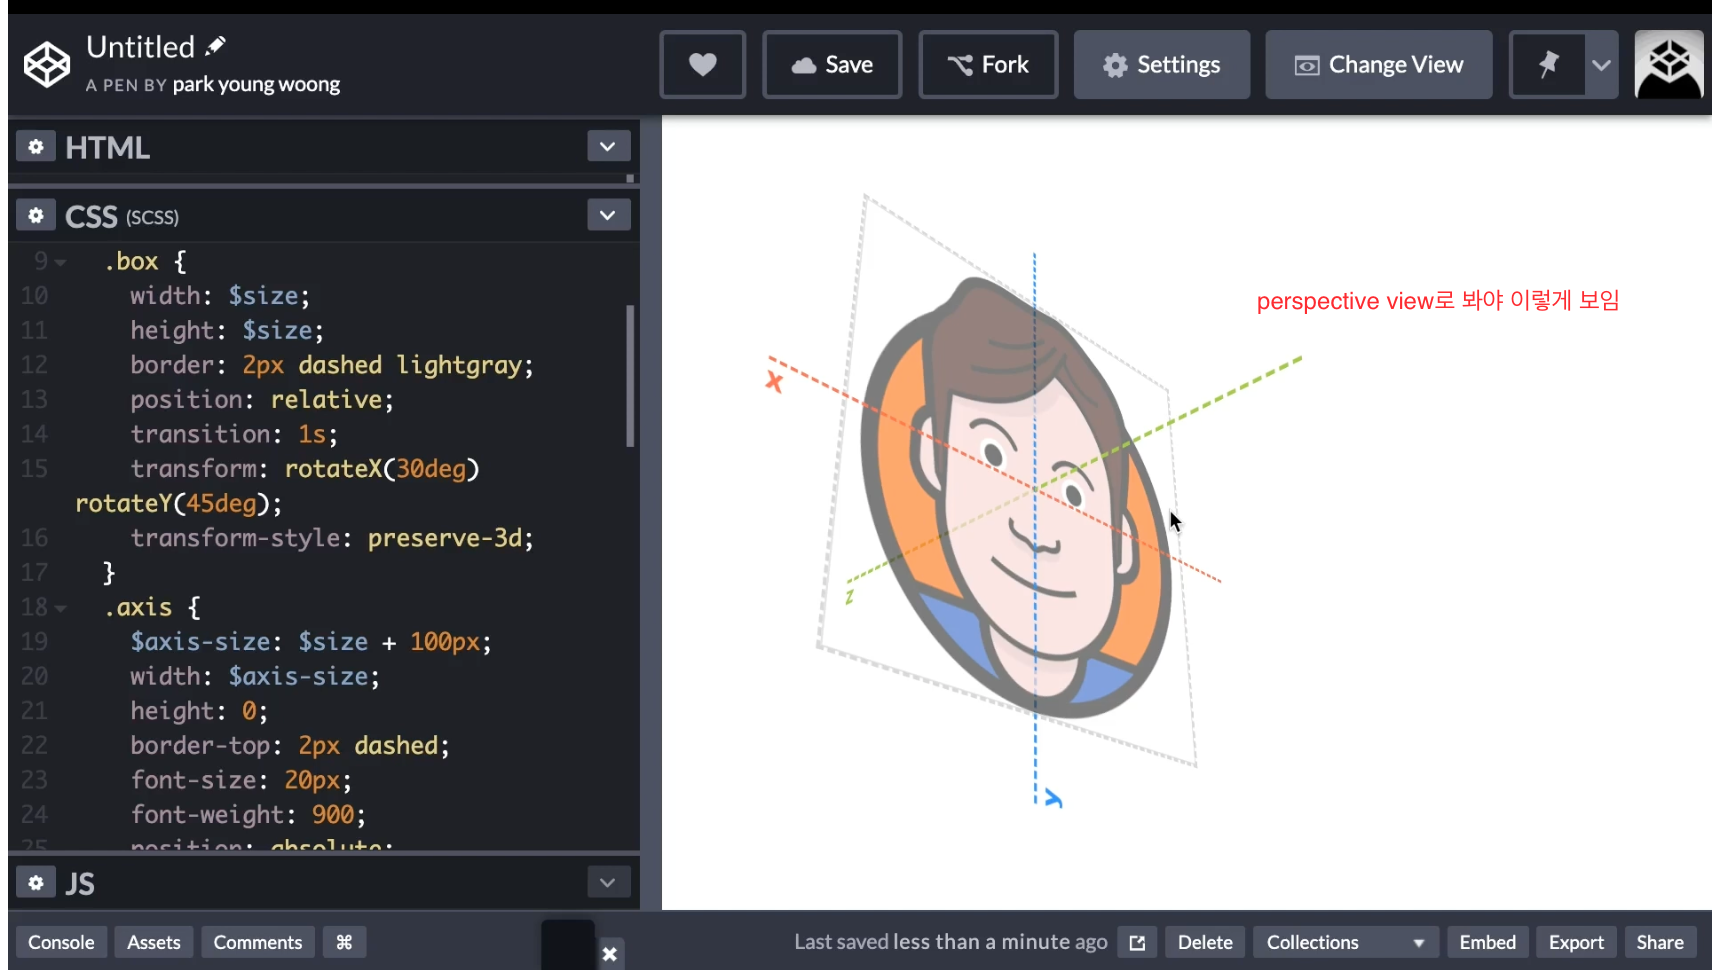 Untitled
A PEN BY park young woong
Save
Fork
Settings
Change View
HTML
CSS (SCSS)
9 .box {
10 width: $size;
11 height: $size;
12 border: 2px dashed lightgray;
13 position: relative;
14 transition: 1s;
15 transform: rotateX(30deg)
rotateY(45deg);
16 transform-style: preserve-3d;
17 }
18 .axis {
19 $axis-size: $size + 100px;
20 width: $axis-size;
21 height: 0;
22 border-top: 2px dashed;
23 font-size: 20px;
24 font-weight: 900;
25 position: absolute;
JS
perspective view로 봐야 이렇게 보임
X
Z
Y
Console
Assets
Comments
⌘
Last saved less than a minute ago
Delete
Collections
Embed
Export
Share